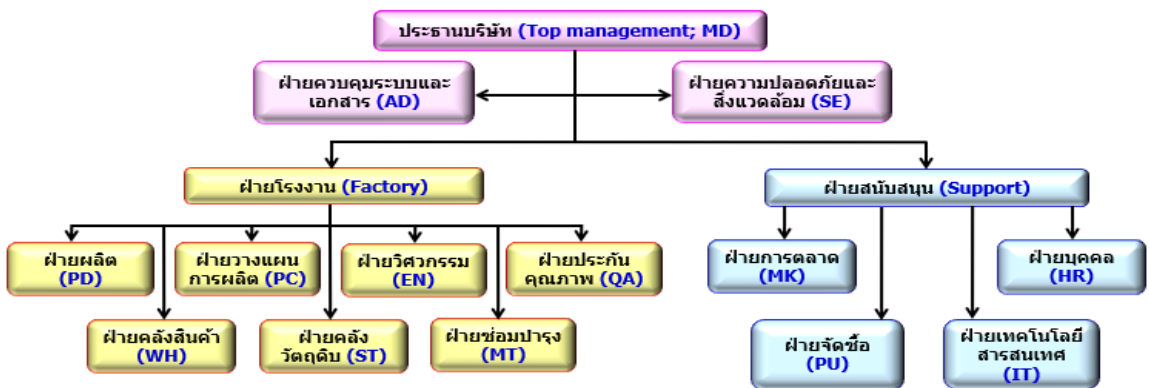 ประธานบริษัท (Top management; MD)
ฝ่ายควบคุมระบบและ
เอกสาร (AD)
ฝ่ายความปลอดภัยและ
สิ่งแวดล้อม (SE)
ฝ่ายโรงงาน (Factory)
ฝ่ายสนับสนุน (Support)
ฝ่ายผลิต
(PD)
ฝ่ายวางแผน
การผลิต (PC)
ฝ่ายวิศวกรรม
(EN)
ฝ่ายประกัน
คุณภาพ (QA)
ฝ่ายการตลาด
(MK)
ฝ่ายบุคคล
(HR)
ฝ่ายคลังสินค้า
(WH)
ฝ่ายคลัง
วัตถุดิบ (ST)
ฝ่ายซ่อมบำรุง
(MT)
ฝ่ายจัดซื้อ
(PU)
ฝ่ายเทคโนโลยี
สารสนเทศ
(IT)